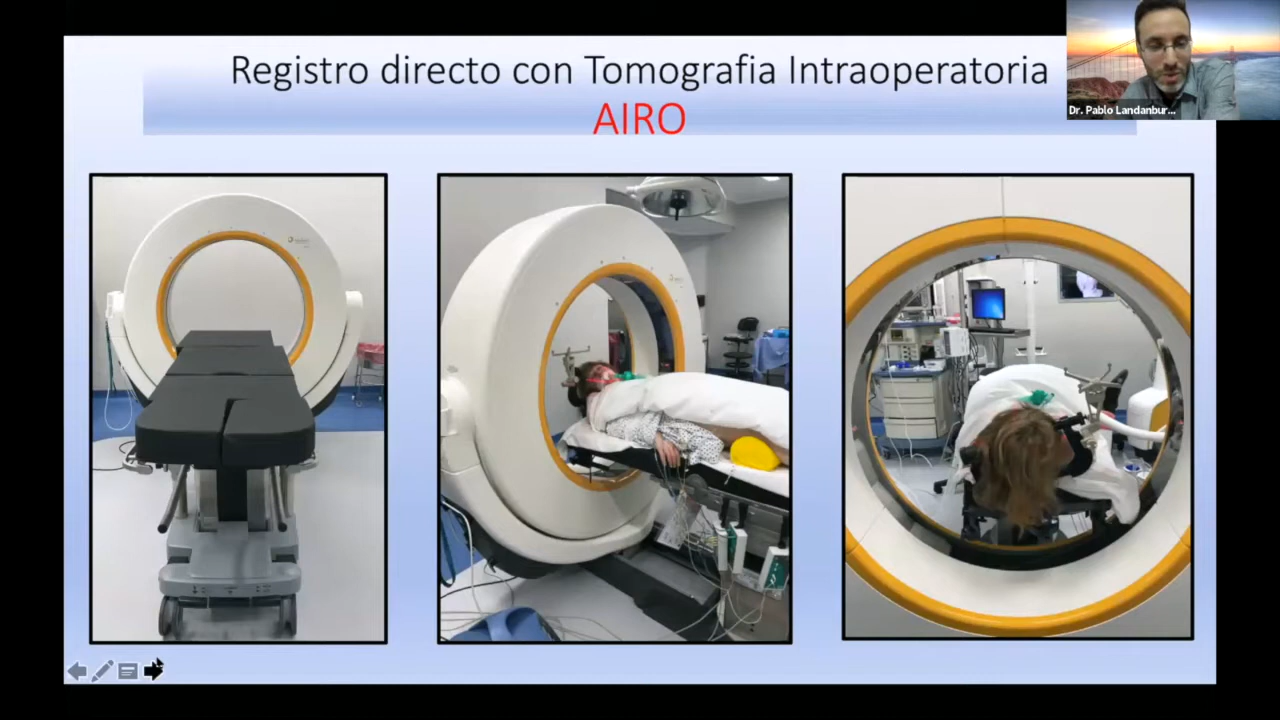 Registro directo con Tomografia Intraoperatoria
AIRO
Dr. Pablo Landanbur...